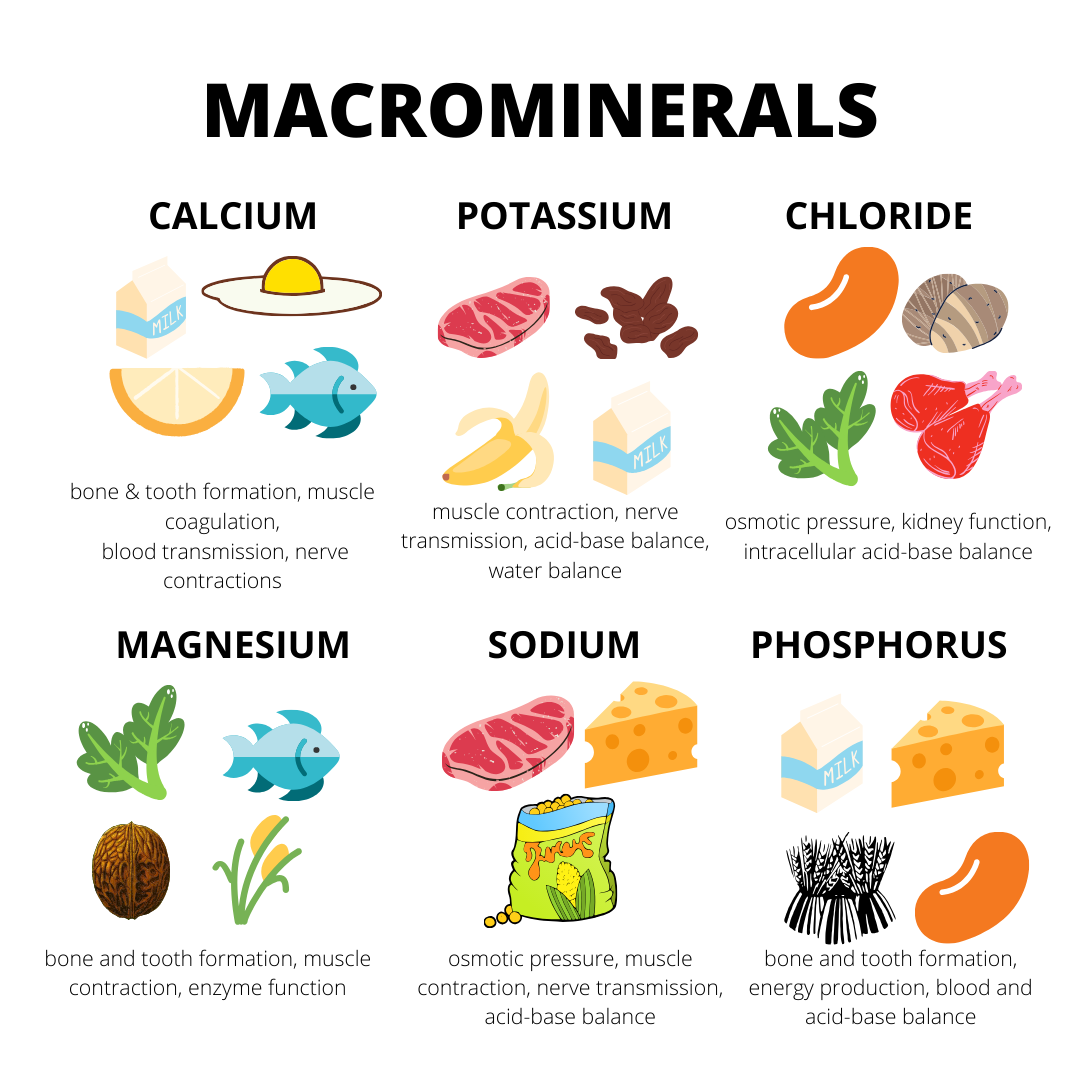 MACROMINERALS
CALCIUM
POTASSIUM
CHLORIDE
MILK
MILK
bone & tooth formation, muscle
coagulation,
blood transmission, nerve
contractions
muscle contraction, nerve
transmission, acid-base balance,
water balance
osmotic pressure, kidney function,
intracellular acid-base balance
MAGNESIUM
SODIUM
PHOSPHORUS
MILK
bone and tooth formation, muscle
contraction, enzyme function
osmotic pressure, muscle
contraction, nerve transmission,
acid-base balance
bone and tooth formation,
energy production, blood and
acid-base balance